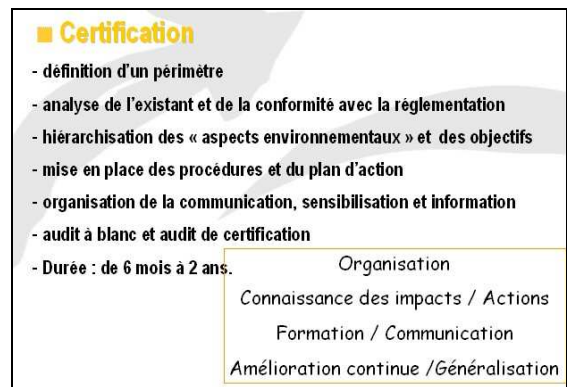 Certification
- définition d'un périmètre
- analyse de l'existant et de la conformité avec la réglementation
- hiérarchisation des « aspects environnementaux » et des objectifs
- mise en place des procédures et du plan d'action
- organisation de la communication, sensibilisation et information
- audit à blanc et audit de certification
- Durée : de 6 mois à 2 ans.
Organisation
Connaissance des impacts / Actions
Formation / Communication
Amélioration continue /Généralisation